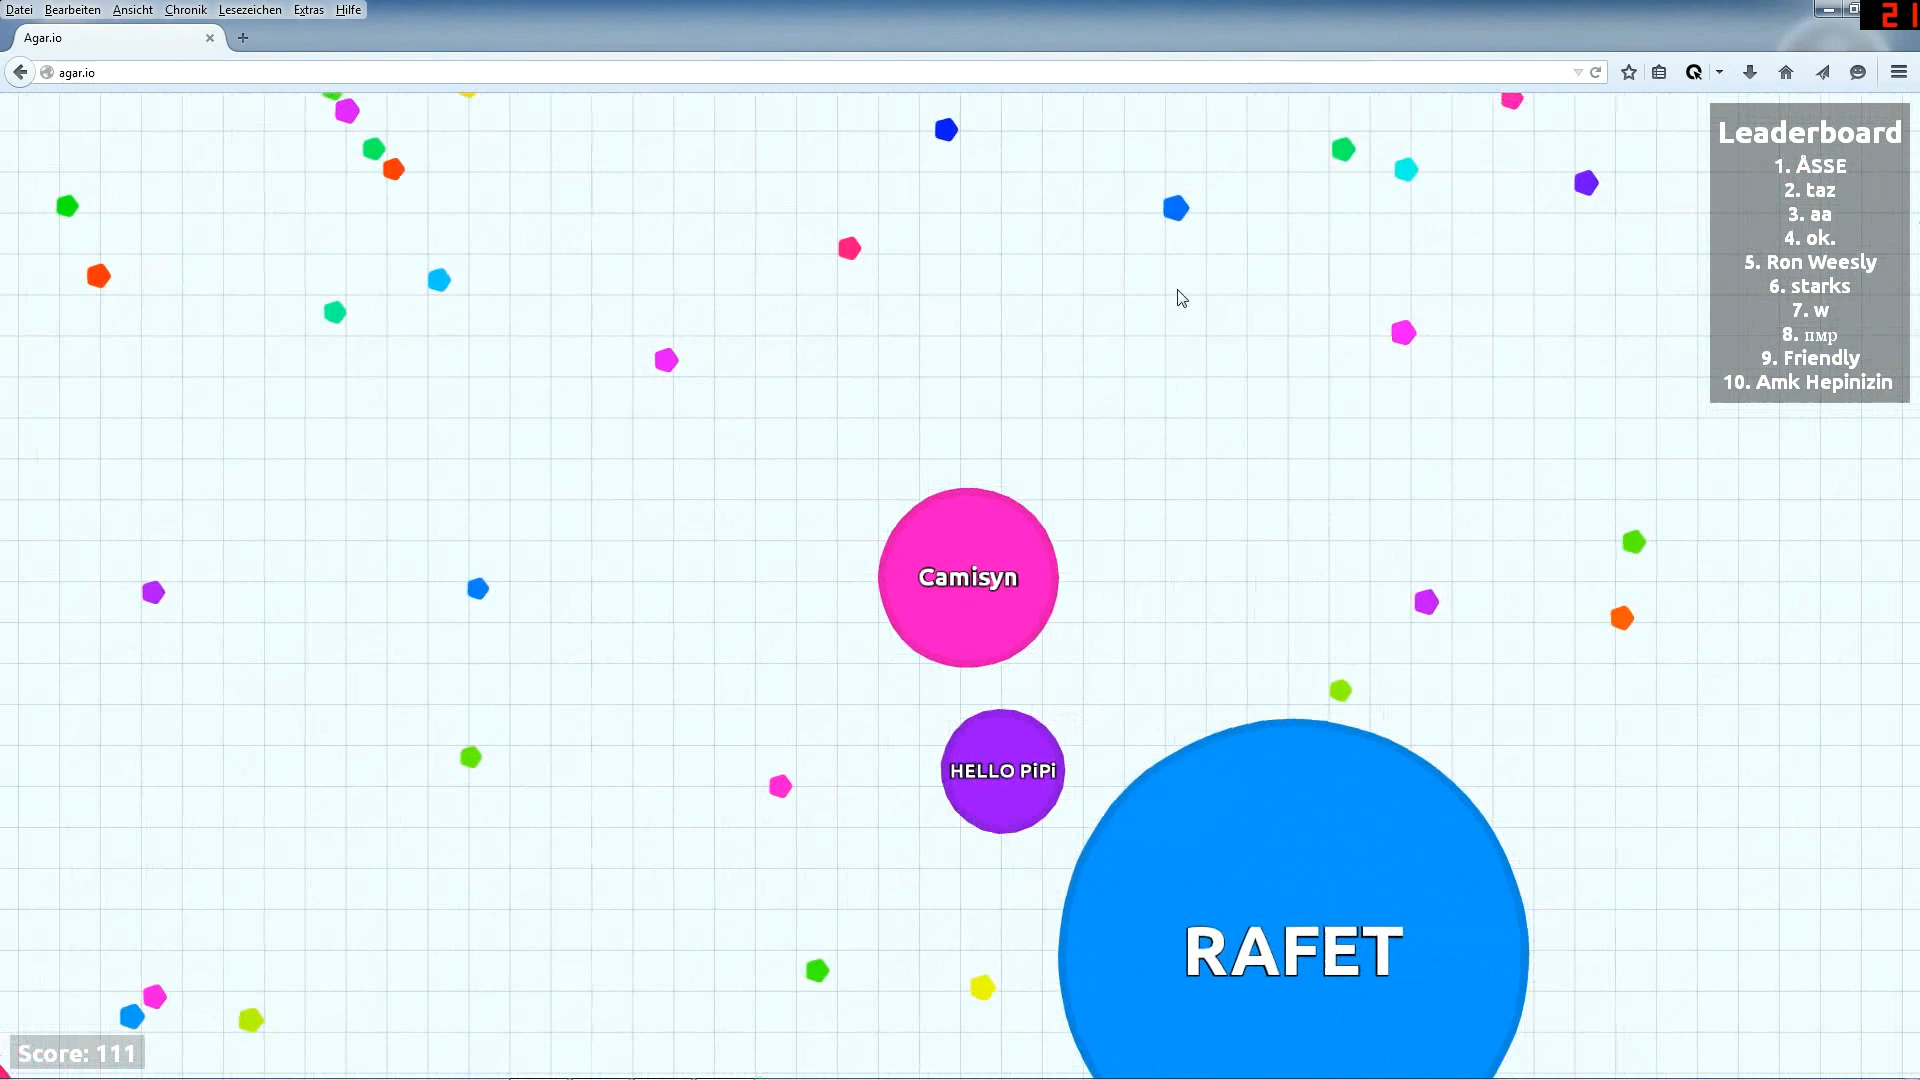 Datei Bearbeiten Ansicht Chronik Lesezeichen Extras Hilfe
21
Agar.io
agar.io
Leaderboard
1. ÅSSE
2. taz
3. aa
4. ok.
5. Ron Weesly
6. starks
7. w
8. пмр
9. Friendly
10. Amk Hepinizin
Camisyn
HELLO PiPi
RAFET
Score: 111